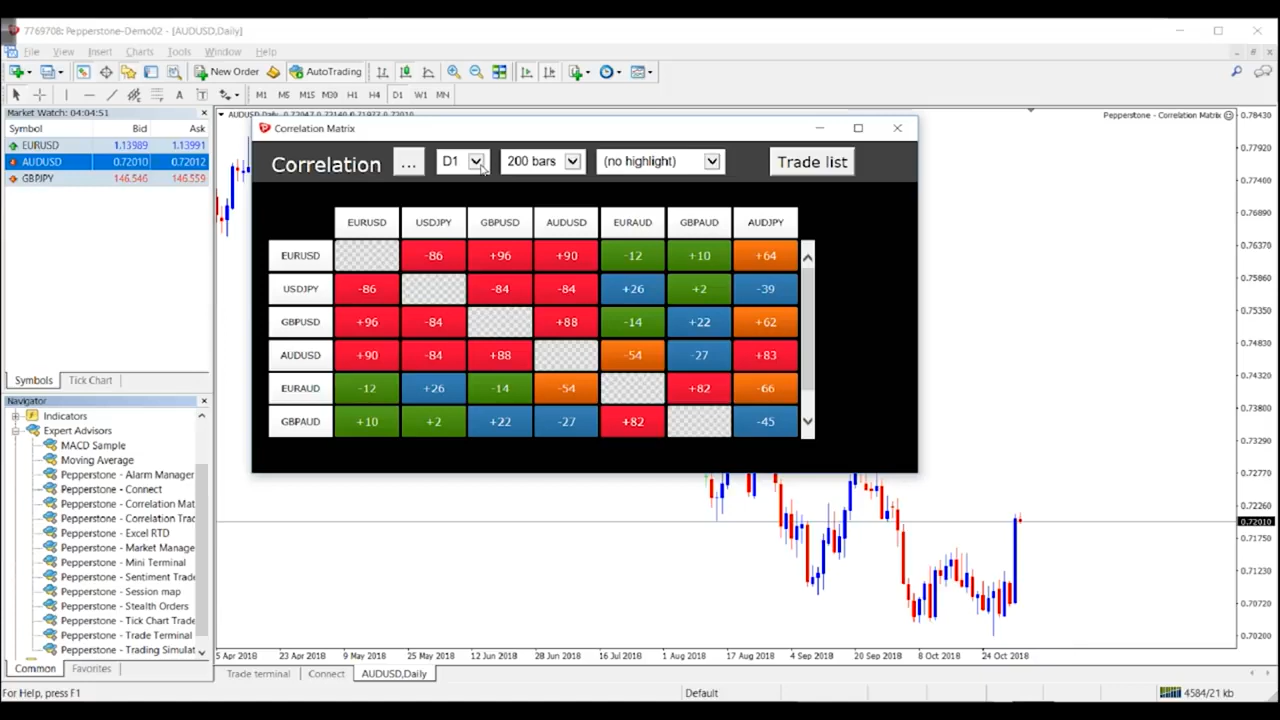 7769708: Pepperstone-Demo02 - [AUDUSD,Daily]
File View Insert Charts Tools Window Help
New Order AutoTrading
A T M1 M5 M15 M30 H1 H4 D1 W1 MN
Market Watch: 04:04:51
Symbol Bid Ask
EURUSD 1.13989 1.13991
AUDUSD 0.72010 0.72012
GBPJPY 146.546 146.559
Symbols Tick Chart
Navigator
Indicators
Expert Advisors
MACD Sample
Moving Average
Pepperstone - Alarm Manager
Pepperstone - Connect
Pepperstone - Correlation Mat
Pepperstone - Correlation Trac
Pepperstone - Excel RTD
Pepperstone - Market Manage
Pepperstone - Mini Terminal
Pepperstone - Sentiment Trade
Pepperstone - Session map
Pepperstone - Stealth Orders
Pepperstone - Tick Chart Trade
Pepperstone - Trade Terminal
Pepperstone - Trading Simulat
Common Favorites
Pepperstone - Correlation Matrix
Correlation Matrix
Correlation ... D1 200 bars (no highlight) Trade list
EURUSD USDJPY GBPUSD AUDUSD EURAUD GBPAUD AUDJPY
EURUSD -86 +96 +90 -12 +10 +64
USDJPY -86 -84 -84 +26 +2 -39
GBPUSD +96 -84 +88 -14 +22 +62
AUDUSD +90 -84 +88 -54 -27 +83
EURAUD -12 +26 -14 -54 +82 -66
GBPAUD +10 +2 +22 -27 +82 -45
0.78430
0.77920
0.77350
0.76890
0.76370
0.75860
0.75350
0.74830
0.74320
0.73800
0.73290
0.72770
0.72260
0.72010
0.71750
0.71230
0.70720
0.70200
5 Apr 2018 23 Apr 2018 9 May 2018 25 May 2018 12 Jun 2018 28 Jun 2018 16 Jul 2018 1 Aug 2018 17 Aug 2018 4 Sep 2018 20 Sep 2018 8 Oct 2018 24 Oct 2018
Trade terminal Connect AUDUSD,Daily
For Help, press F1 Default 4584/21 kb